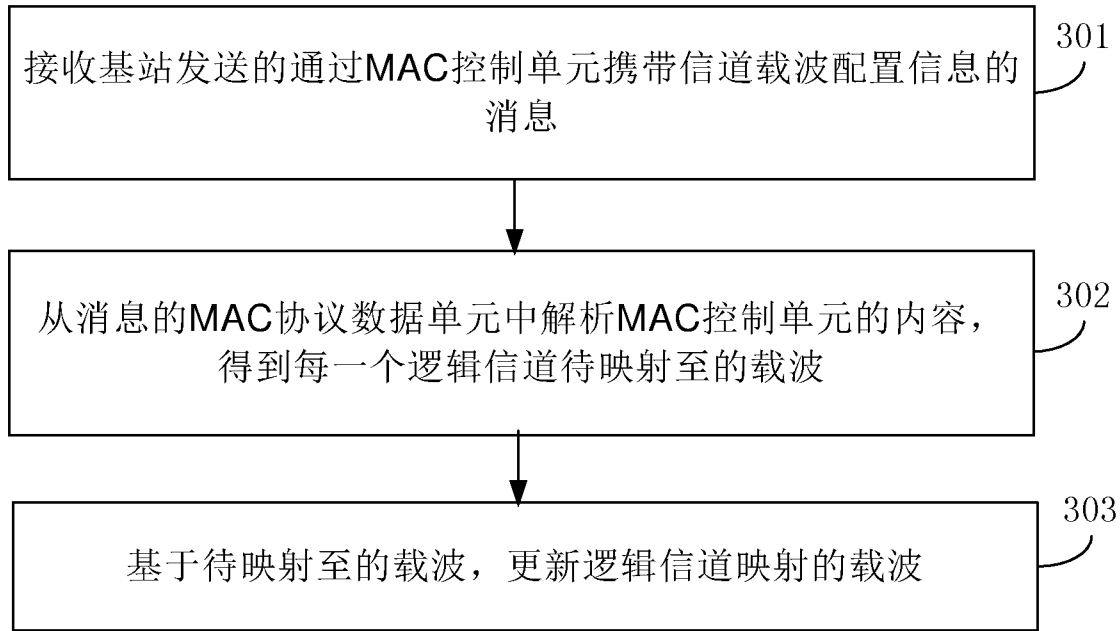 接收基站发送的通过MAC控制单元携带信道载波配置信息的
消息
301
从消息的MAC协议数据单元中解析MAC控制单元的内容，
得到每一个逻辑信道待映射至的载波
302
基于待映射至的载波，更新逻辑信道映射的载波
303